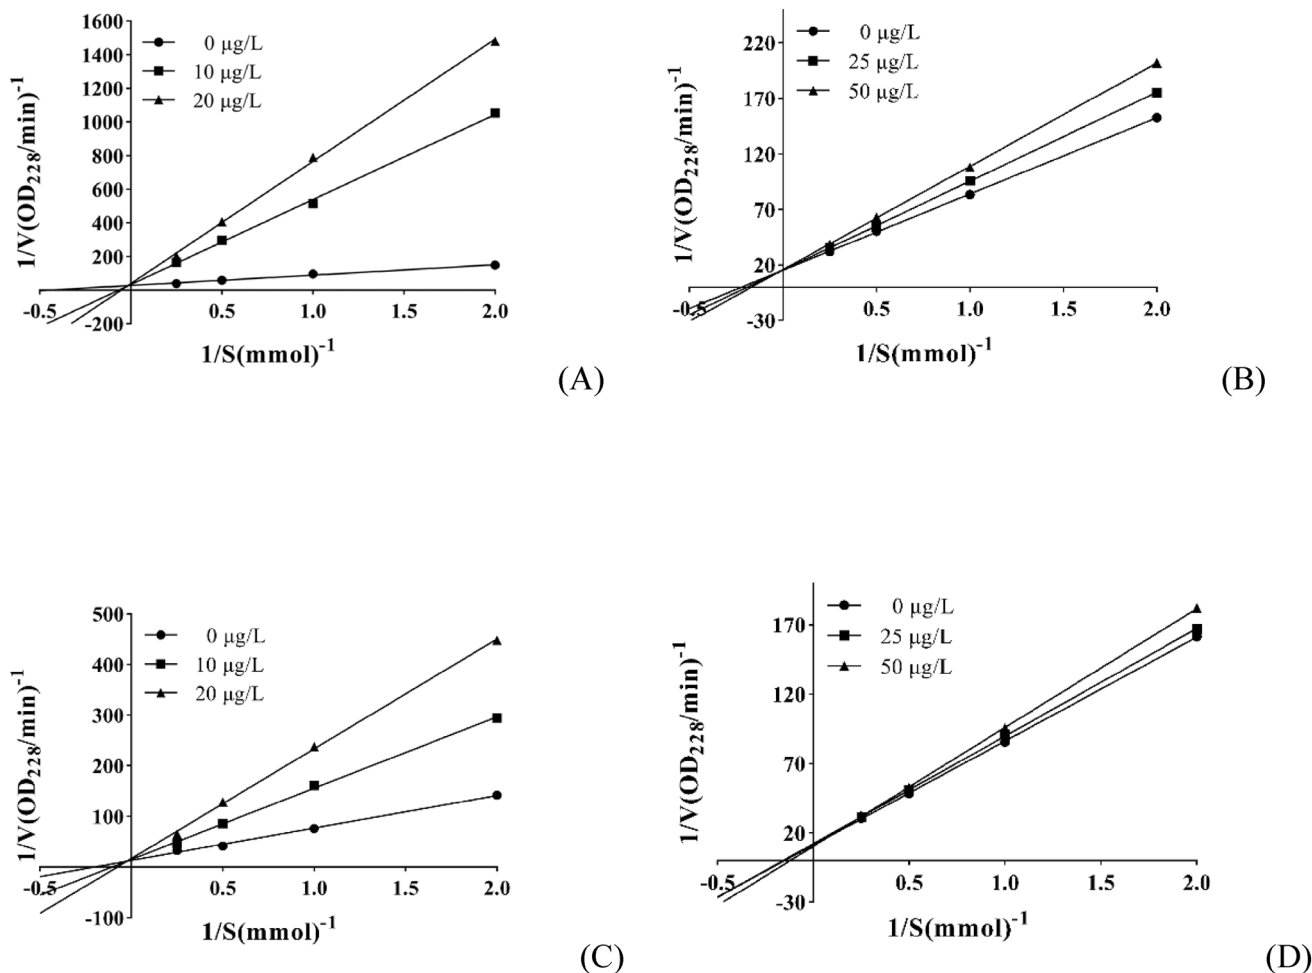 1600
1400
1200
1000
800
600
400
200
-200
-0.5
0.5
1.0
1.5
2.0
1/V(OD228/min)-1
1/S(mmol)-1
0 μg/L
10 μg/L
20 μg/L
(A)
220
170
120
70
20
-30
-0.5
0.5
1.0
1.5
2.0
1/V(OD228/min)-1
1/S(mmol)-1
0 μg/L
25 μg/L
50 μg/L
(B)
500
400
300
200
100
-100
-0.5
0.5
1.0
1.5
2.0
1/V(OD228/min)-1
1/S(mmol)-1
0 μg/L
10 μg/L
20 μg/L
(C)
170
120
70
20
-30
-0.5
0.5
1.0
1.5
2.0
1/V(OD228/min)-1
1/S(mmol)-1
0 μg/L
25 μg/L
50 μg/L
(D)